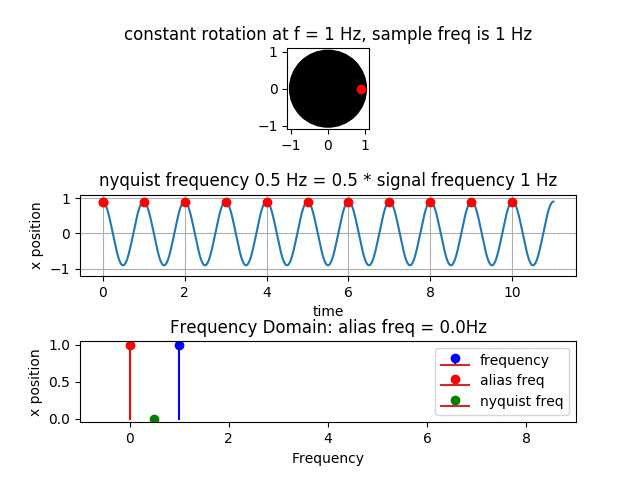 constant rotation at f = 1 Hz, sample freq is 1 Hz
1
0
−1
−1 0 1
nyquist frequency 0.5 Hz = 0.5 * signal frequency 1 Hz
1
0
−1
x position
0 2 4 6 8 10
time
Frequency Domain: alias freq = 0.0Hz
1.0
0.5
0.0
x position
frequency
alias freq
nyquist freq
0 2 4 6 8
Frequency